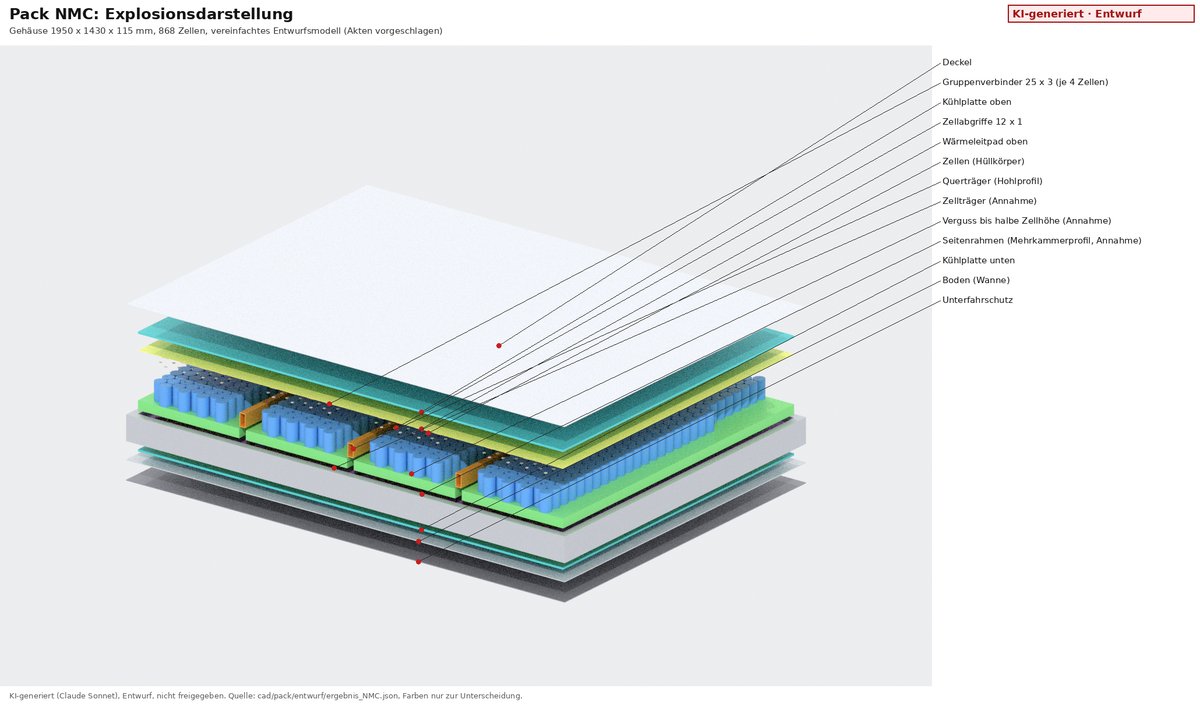 Pack NMC: Explosionsdarstellung
KI-generiert · Entwurf
Gehäuse 1950 x 1430 x 115 mm, 868 Zellen, vereinfachtes Entwurfsmodell (Akten vorgeschlagen)
Deckel
Gruppenverbinder 25 x 3 (je 4 Zellen)
Kühlplatte oben
Zellabgriffe 12 x 1
Wärmeleitpad oben
Zellen (Hüllkörper)
Querträger (Hohlprofil)
Zellträger (Annahme)
Verguss bis halbe Zellhöhe (Annahme)
Seitenrahmen (Mehrkammerprofil, Annahme)
Kühlplatte unten
Boden (Wanne)
Unterfahrschutz
KI-generiert (Claude Sonnet), Entwurf, nicht freigegeben. Quelle: cad/pack/entwurf/ergebnis_NMC.json, Farben nur zur Unterscheidung.